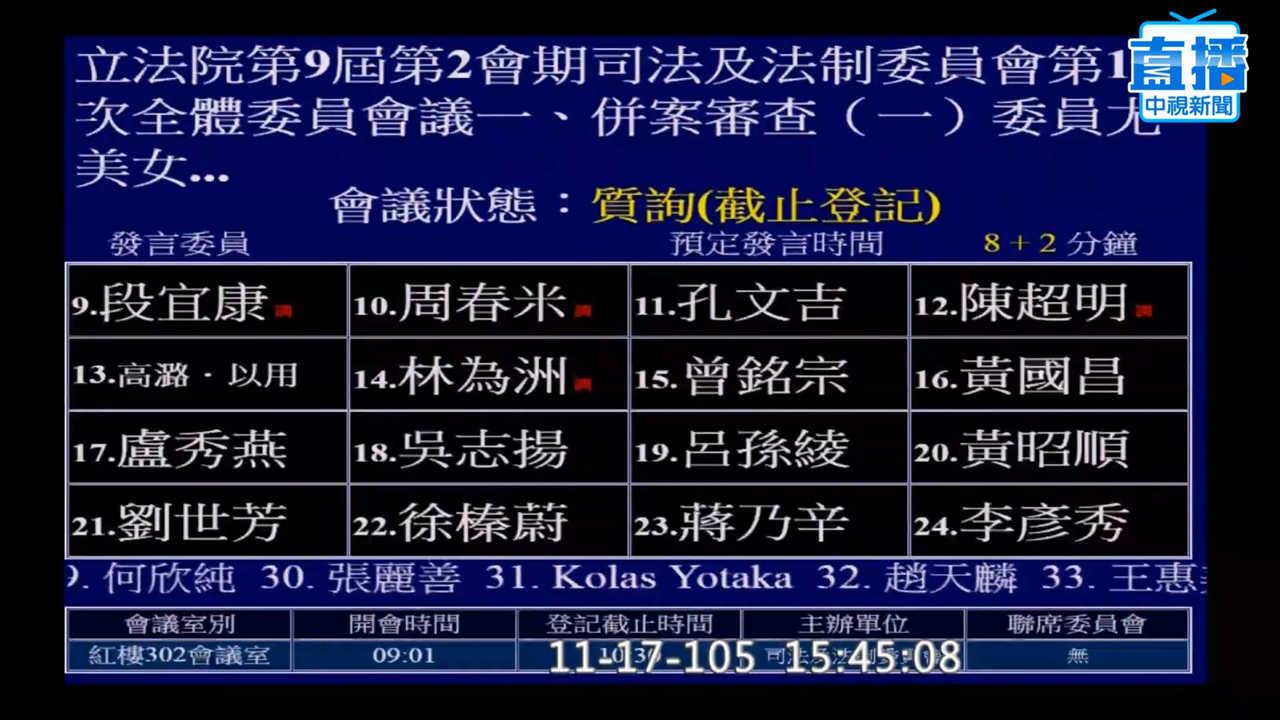 直播
中視新聞
立法院第9屆第2會期司法及法制委員會第1
次全體委員會議一、併案審查（一）委員尤
美女...
會議狀態：質詢(截止登記)
發言委員 預定發言時間 8+2 分鐘
9.段宜康 10.周春米 11.孔文吉 12.陳超明
13.高潞．以用 14.林為洲 15.曾銘宗 16.黃國昌
17.盧秀燕 18.吳志揚 19.呂孫綾 20.黃昭順
21.劉世芳 22.徐榛蔚 23.蔣乃辛 24.李彥秀
9. 何欣純 30. 張麗善 31. Kolas Yotaka 32. 趙天麟 33. 王惠
會議室別 開會時間 登記截止時間 主辦單位 聯席委員會
紅樓302會議室 09:01 無
11-17-105 15:45:08